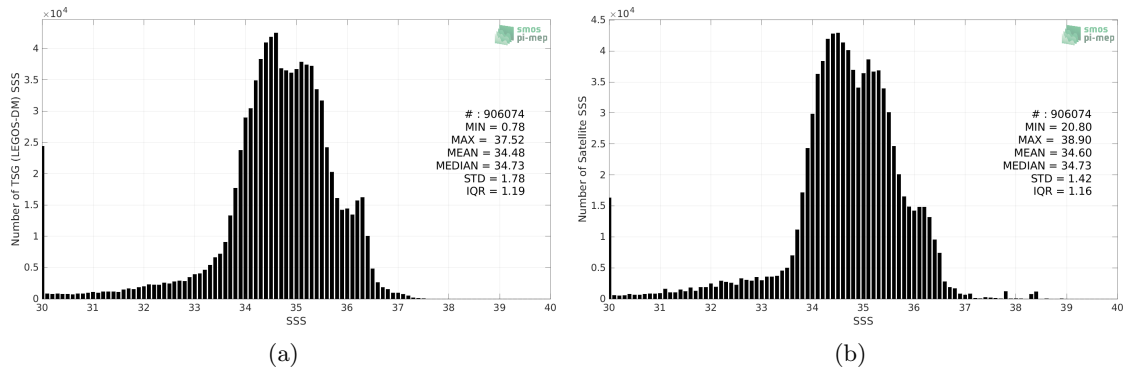 ×10⁴
smos
pi-mep
Number of TSG (LEGOS-DM) SSS
4
3.5
3
2.5
2
1.5
1
0.5
0
# : 906074
MIN = 0.78
MAX = 37.52
MEAN = 34.48
MEDIAN = 34.73
STD = 1.78
IQR = 1.19
30 31 32 33 34 35 36 37 38 39 40
SSS
(a)
×10⁴
smos
pi-mep
Number of Satellite SSS
4.5
4
3.5
3
2.5
2
1.5
1
0.5
0
# : 906074
MIN = 20.80
MAX = 38.90
MEAN = 34.60
MEDIAN = 34.73
STD = 1.42
IQR = 1.16
30 31 32 33 34 35 36 37 38 39 40
SSS
(b)